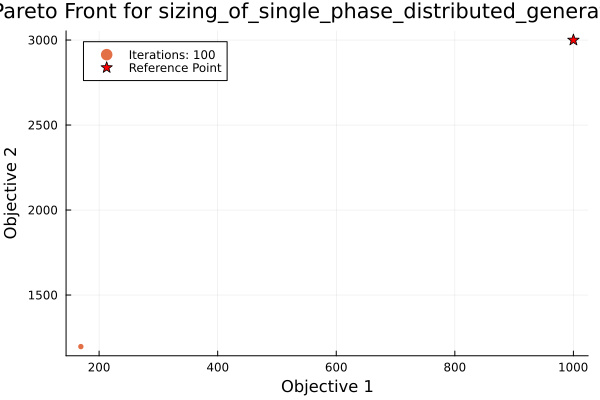 Pareto Front for sizing_of_single_phase_distributed_genera
3000
2500
2000
1500
Objective 2
Iterations: 100
Reference Point
200 400 600 800 1000
Objective 1